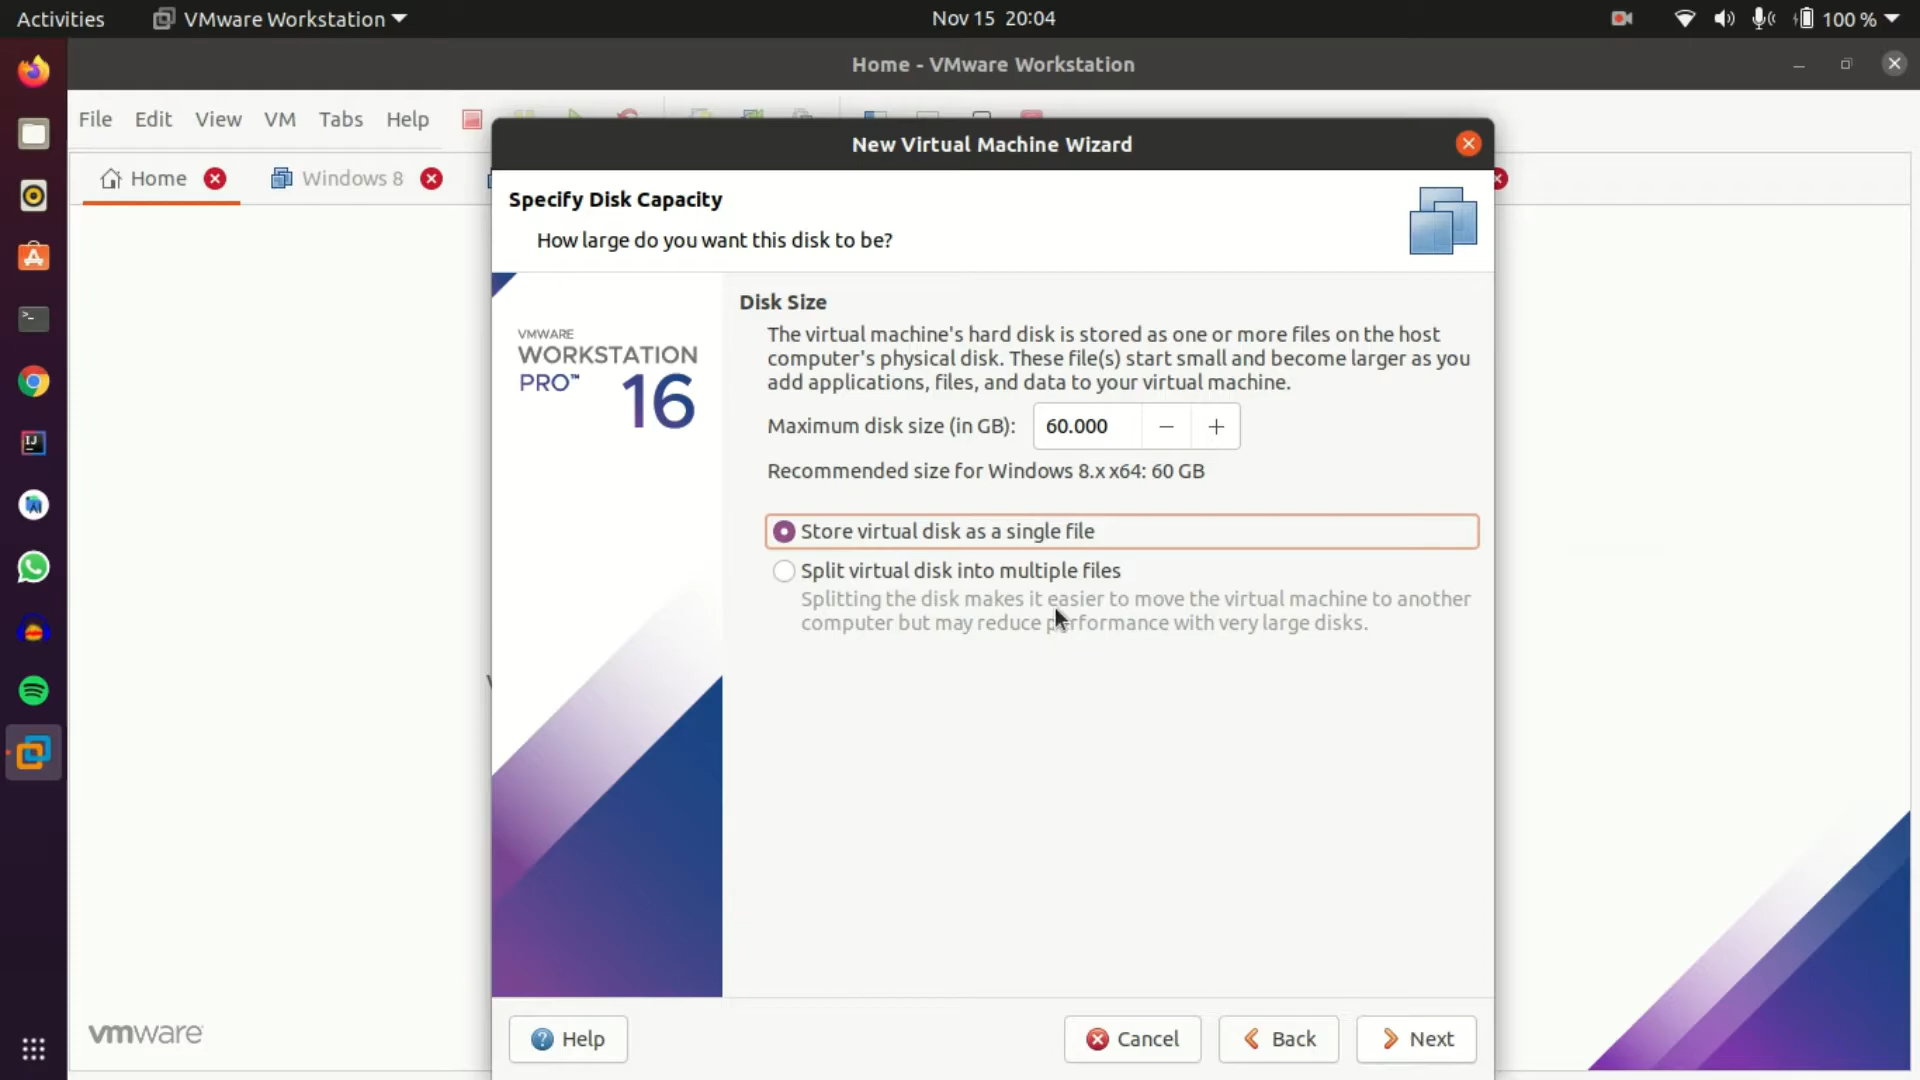 Activities
VMware Workstation
Nov 15 20:04
100 %
Home - VMware Workstation
File Edit View VM Tabs Help
Home
Windows 8
New Virtual Machine Wizard
Specify Disk Capacity
How large do you want this disk to be?
VMWARE
WORKSTATION
PRO™ 16
Disk Size
The virtual machine's hard disk is stored as one or more files on the host
computer's physical disk. These file(s) start small and become larger as you
add applications, files, and data to your virtual machine.
Maximum disk size (in GB): 60.000 − +
Recommended size for Windows 8.x x64: 60 GB
Store virtual disk as a single file
Split virtual disk into multiple files
Splitting the disk makes it easier to move the virtual machine to another
computer but may reduce performance with very large disks.
Help
Cancel
Back
Next
vmware